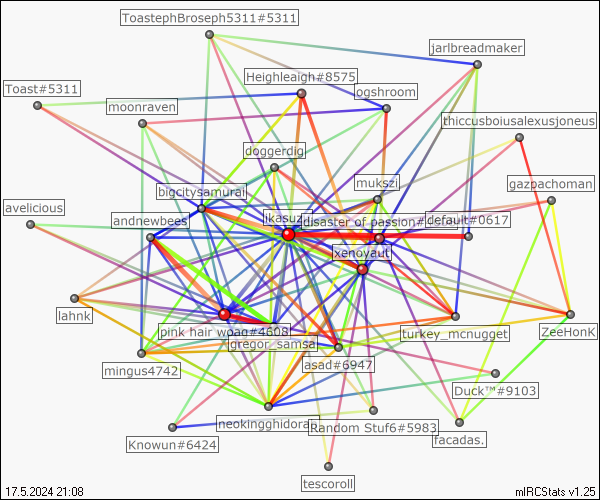 ToastephBroseph5311#5311
jarlbreadmaker
Heighleigh#8575
Toast#5311
ogshroom
moonraven
thiccusboiusalexusjoneus
doggerdig
mukszi
gazpachoman
bigcitysamurai
avelicious
andnewbees
ikasuz
disaster of passion
default#0617
xenoyaut
lahnk
pink hair woag#4608
turkey_mcnugget
ZeeHonK
gregor_samsa
asad#6947
mingus4742
Duck™#9103
neokingghidorah
Random Stuf6#5983
facadas.
Knowun#6424
tescoroll
17.5.2024 21:08
mIRCStats v1.25